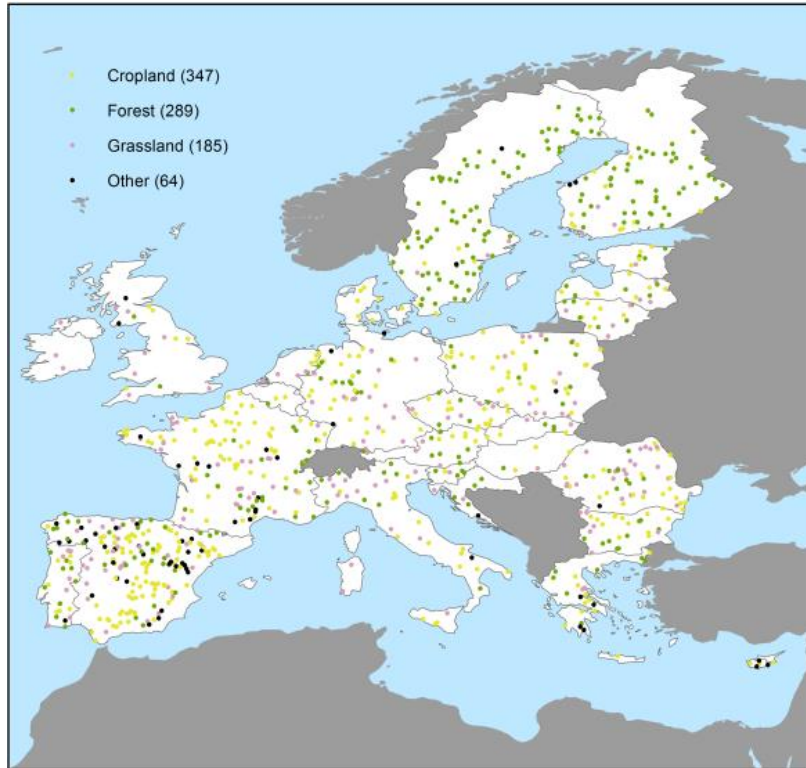 Cropland (347)
Forest (289)
Grassland (185)
Other (64)